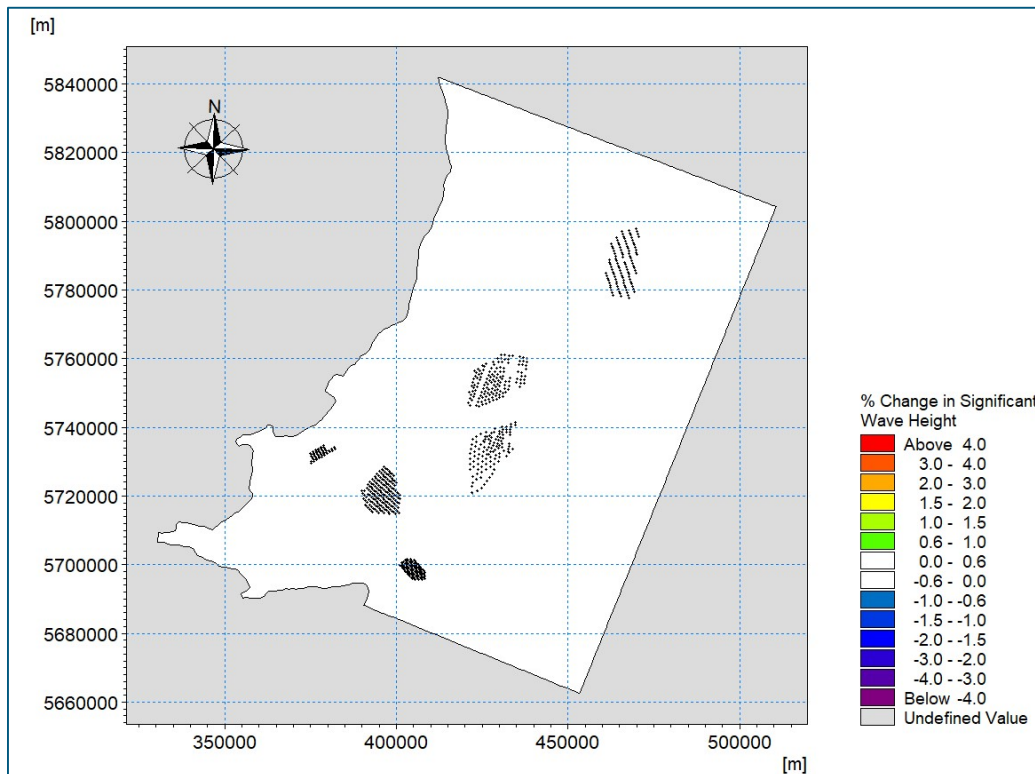 [m]
5840000
N
5820000
5800000
5780000
5760000
5740000
5720000
5700000
5680000
5660000
350000 400000 450000 500000
[m]
% Change in Significant
Wave Height
Above 4.0
3.0 - 4.0
2.0 - 3.0
1.5 - 2.0
1.0 - 1.5
0.6 - 1.0
0.0 - 0.6
-0.6 - 0.0
-1.0 - -0.6
-1.5 - -1.0
-2.0 - -1.5
-3.0 - -2.0
-4.0 - -3.0
Below -4.0
Undefined Value